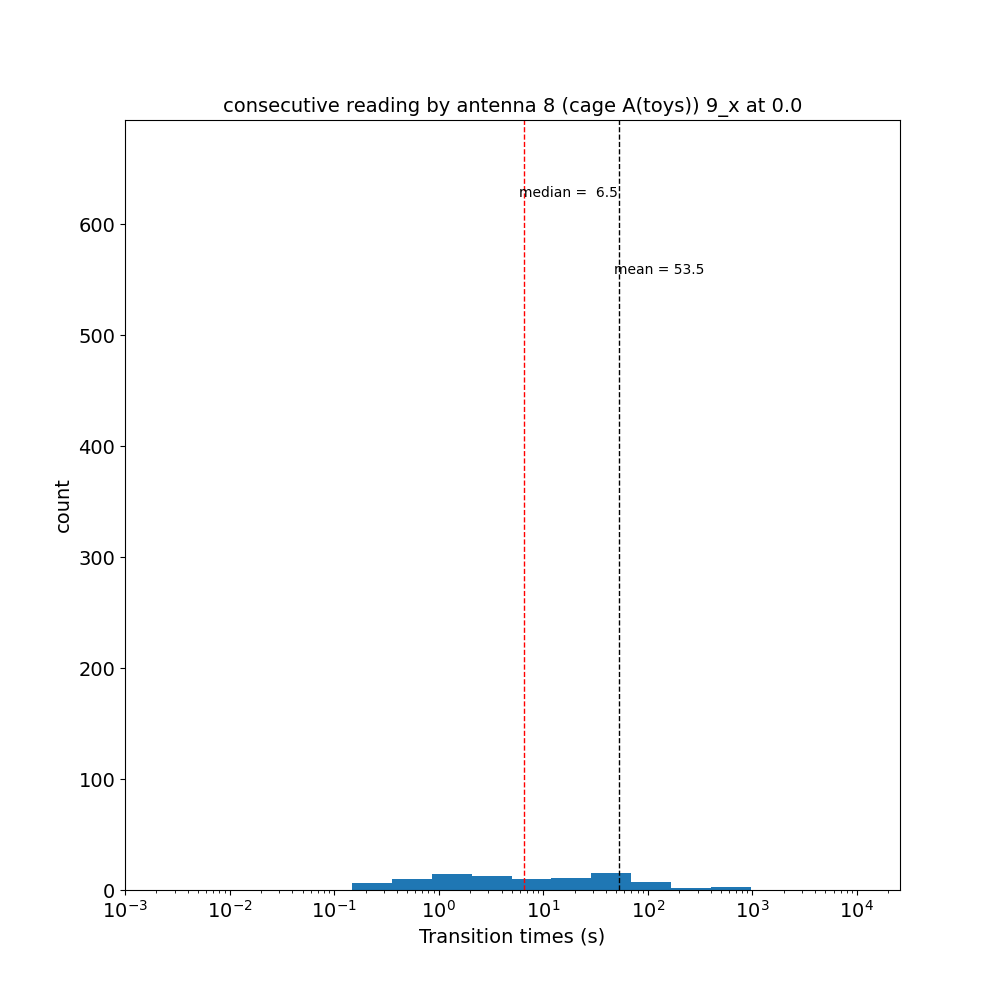 consecutive reading by antenna 8 (cage A(toys)) 9_x at 0.0
median =  6.5
mean = 53.5
600
500
400
300
200
100
0
count
10⁻³ 10⁻² 10⁻¹ 10⁰ 10¹ 10² 10³ 10⁴
Transition times (s)